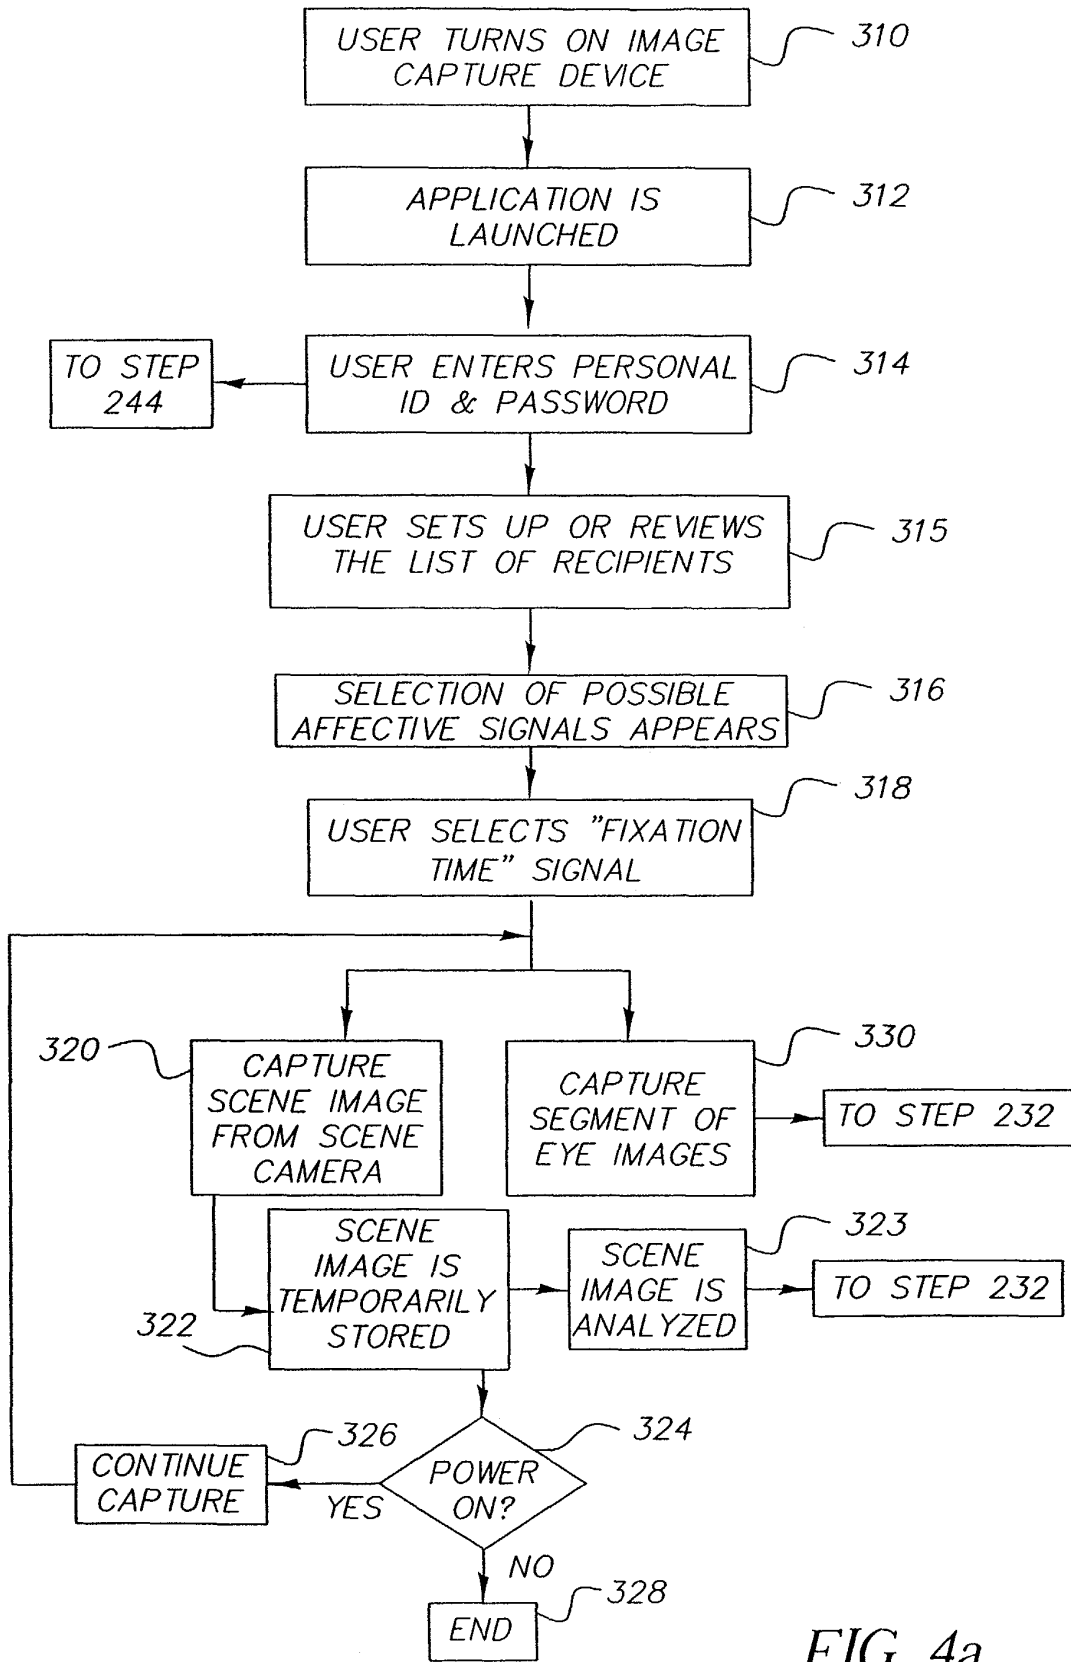 USER TURNS ON IMAGE
CAPTURE DEVICE
310
APPLICATION IS
LAUNCHED
312
TO STEP
244
USER ENTERS PERSONAL
ID & PASSWORD
314
USER SETS UP OR REVIEWS
THE LIST OF RECIPIENTS
315
SELECTION OF POSSIBLE
AFFECTIVE SIGNALS APPEARS
316
USER SELECTS "FIXATION
TIME" SIGNAL
318
320
CAPTURE
SCENE IMAGE
FROM SCENE
CAMERA
CAPTURE
SEGMENT OF
EYE IMAGES
330
TO STEP 232
SCENE
IMAGE IS
TEMPORARILY
STORED
322
SCENE
IMAGE IS
ANALYZED
323
TO STEP 232
POWER
ON?
324
YES
CONTINUE
CAPTURE
326
NO
END
328
FIG. 4a